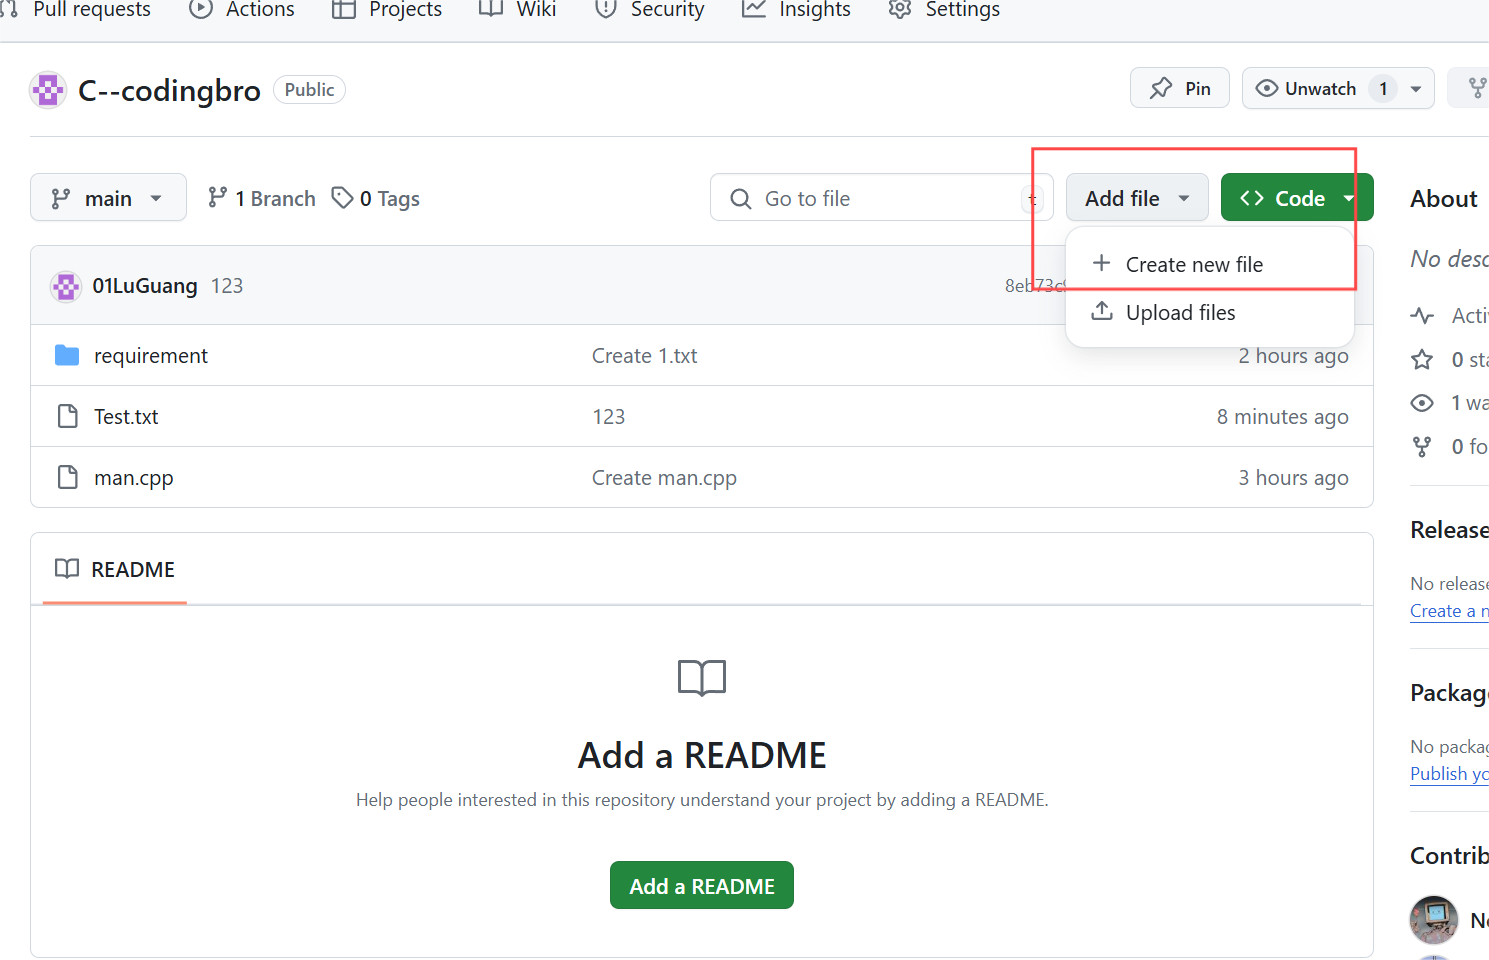 Pull requests Actions Projects Wiki Security Insights Settings
C--codingbro Public Pin Unwatch 1
main 1 Branch 0 Tags Go to file t Add file Code About
Create new file
No desc
01LuGuang 123 8eb73c
Upload files
Acti
requirement Create 1.txt 2 hours ago
0 sta
1 wa
Test.txt 123 8 minutes ago
0 fo
man.cpp Create man.cpp 3 hours ago
Release
README
No release
Create a n
Packag
Add a README
No packag
Publish yo
Help people interested in this repository understand your project by adding a README.
Contrib
Add a README